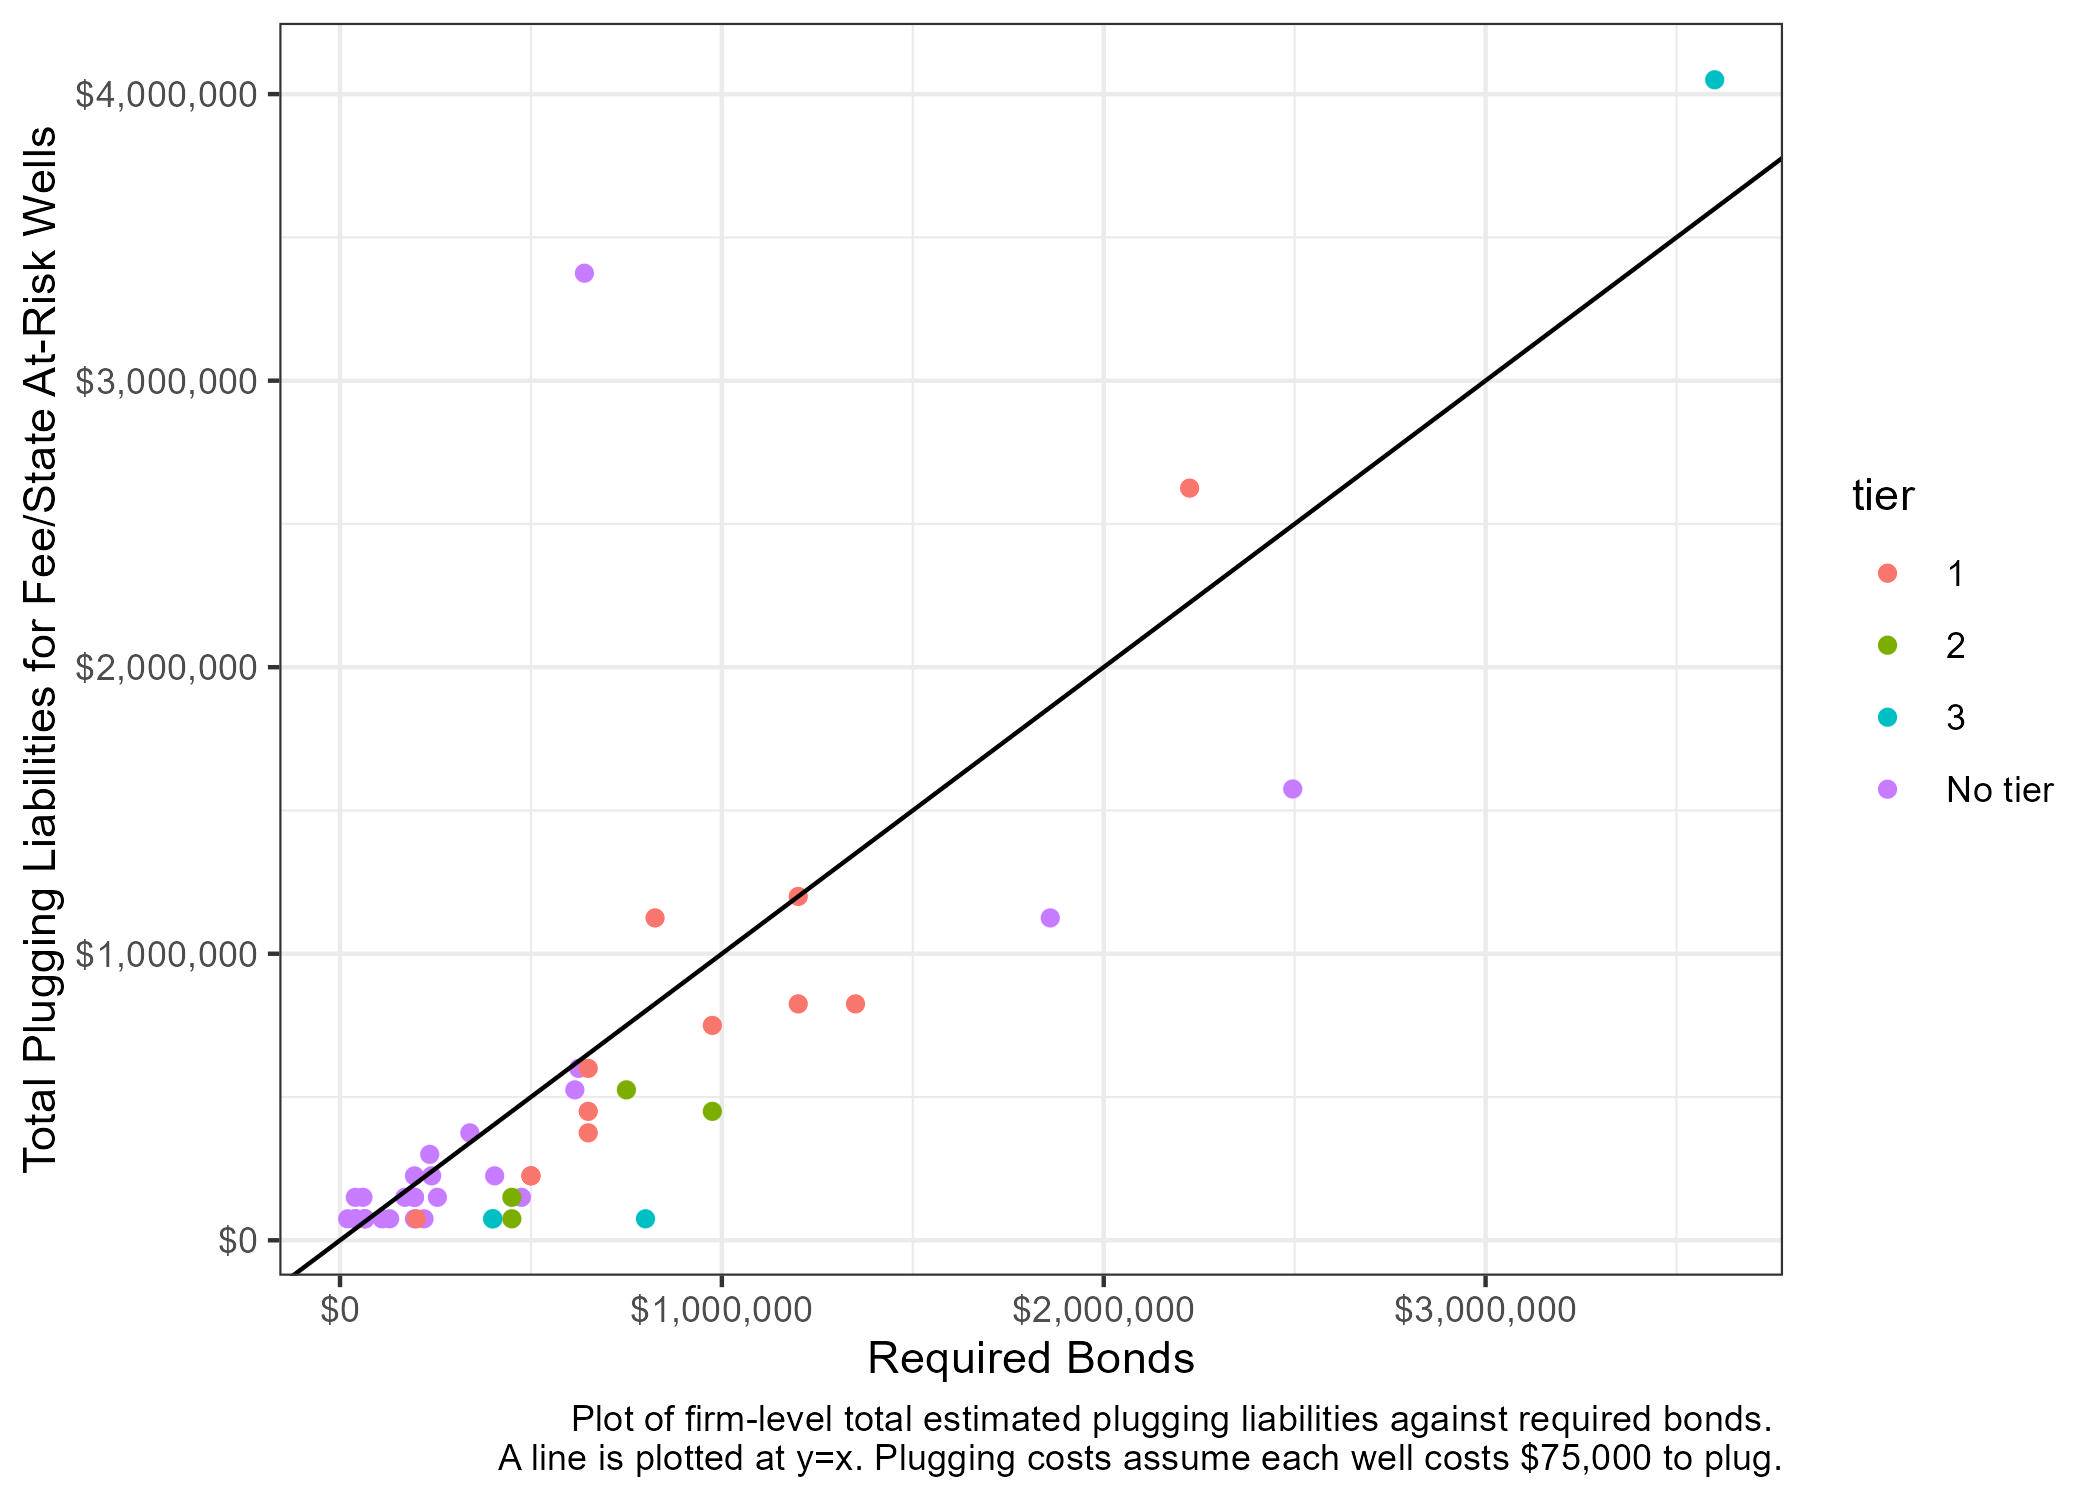 $4,000,000
$3,000,000
$2,000,000
$1,000,000
$0
Total Plugging Liabilities for Fee/State At-Risk Wells
$0
$1,000,000
$2,000,000
$3,000,000
Required Bonds
tier
1
2
3
No tier
Plot of firm-level total estimated plugging liabilities against required bonds.
A line is plotted at y=x. Plugging costs assume each well costs $75,000 to plug.